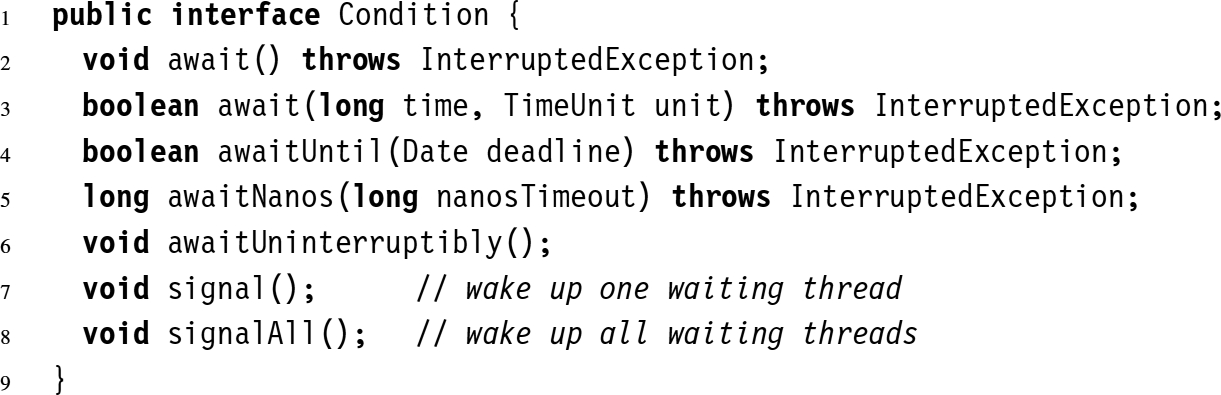 1 public interface Condition {
2 void await() throws InterruptedException;
3 boolean await(long time, TimeUnit unit) throws InterruptedException;
4 boolean awaitUntil(Date deadline) throws InterruptedException;
5 long awaitNanos(long nanosTimeout) throws InterruptedException;
6 void awaitUninterruptibly();
7 void signal(); // wake up one waiting thread
8 void signalAll(); // wake up all waiting threads
9 }